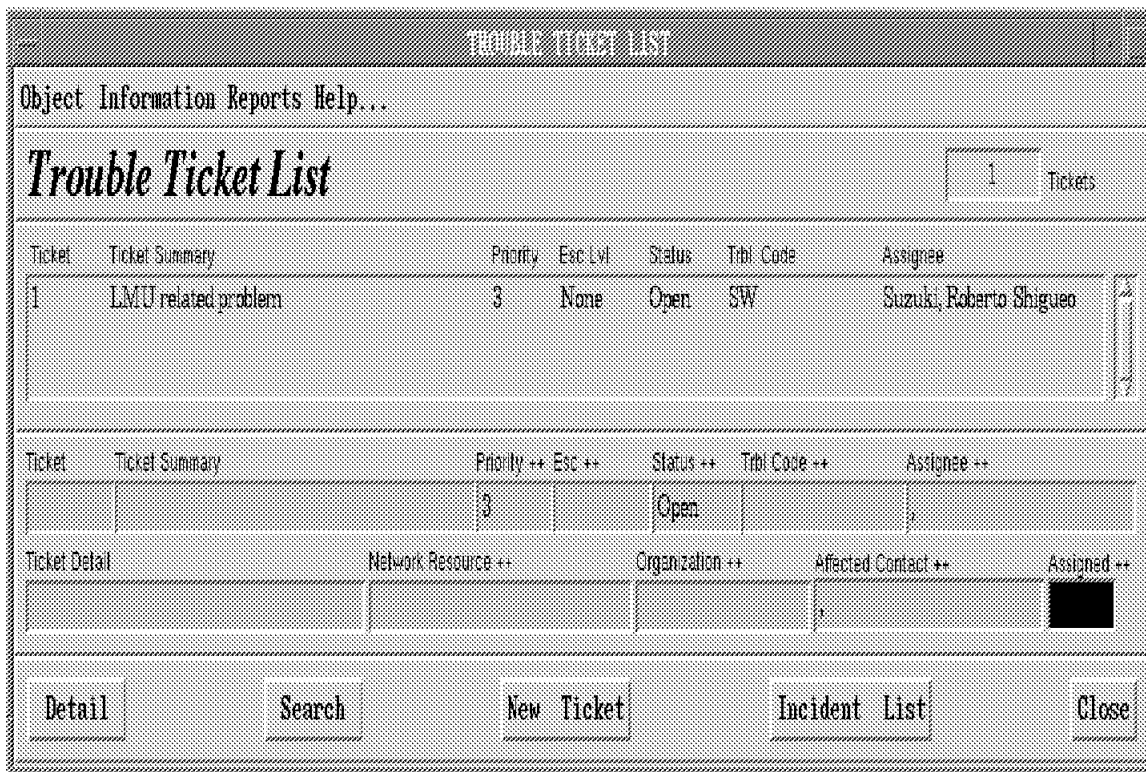 TROUBLE TICKET LIST
Object Information Reports Help...
Trouble Ticket List 1 Tickets
Ticket Ticket Summary Priority Esc Lvl Status Trbl Code Assignee
1 LMU related problem 3 None Open SW Suzuki, Roberto Shigueo
Ticket Ticket Summary Priority ++ Esc ++ Status ++ Trbl Code ++ Assignee ++
3 Open ,
Ticket Detail Network Resource ++ Organization ++ Affected Contact ++ Assigned ++
,
Detail Search New Ticket Incident List Close